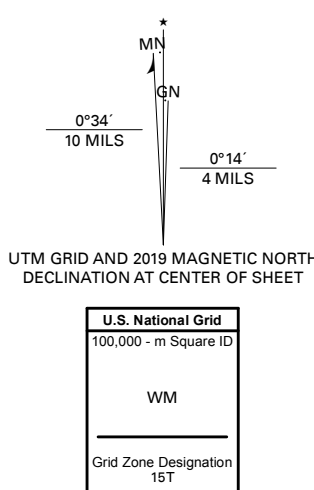 MN
GN
0°34´
10 MILS
0°14´
4 MILS
UTM GRID AND 2019 MAGNETIC NORTH
DECLINATION AT CENTER OF SHEET
U.S. National Grid
100,000 - m Square ID
WM
Grid Zone Designation
15T